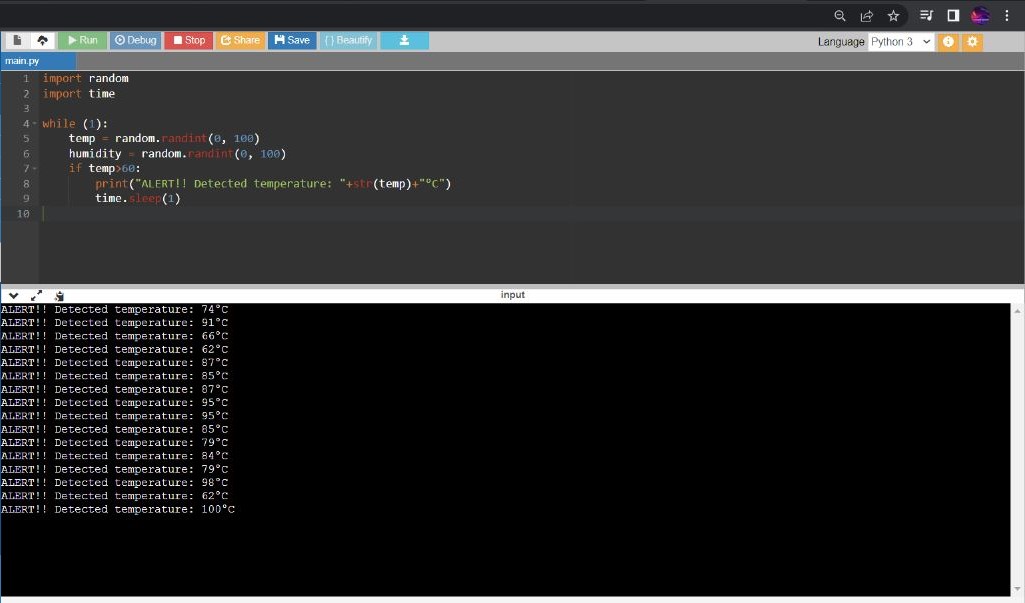 Run Debug Stop Share Save { } Beautify Language Python 3
main.py
1 import random
2 import time
3
4 while (1):
5 temp = random.randint(0, 100)
6 humidity = random.randint(0, 100)
7 if temp>60:
8 print("ALERT!! Detected temperature: "+str(temp)+"°C")
9 time.sleep(1)
10
input
ALERT!! Detected temperature: 74°C
ALERT!! Detected temperature: 91°C
ALERT!! Detected temperature: 66°C
ALERT!! Detected temperature: 62°C
ALERT!! Detected temperature: 87°C
ALERT!! Detected temperature: 85°C
ALERT!! Detected temperature: 87°C
ALERT!! Detected temperature: 95°C
ALERT!! Detected temperature: 95°C
ALERT!! Detected temperature: 85°C
ALERT!! Detected temperature: 79°C
ALERT!! Detected temperature: 84°C
ALERT!! Detected temperature: 79°C
ALERT!! Detected temperature: 98°C
ALERT!! Detected temperature: 62°C
ALERT!! Detected temperature: 100°C